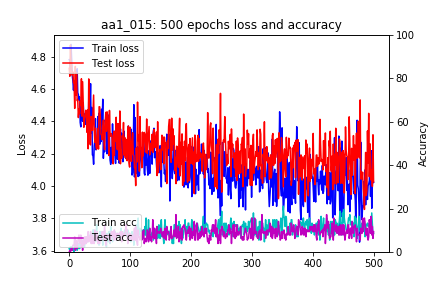 aa1_015: 500 epochs loss and accuracy
Train loss
Test loss
Train acc
Test acc
Loss
Accuracy
4.8
4.6
4.4
4.2
4.0
3.8
3.6
100
80
60
40
20
0
0 100 200 300 400 500